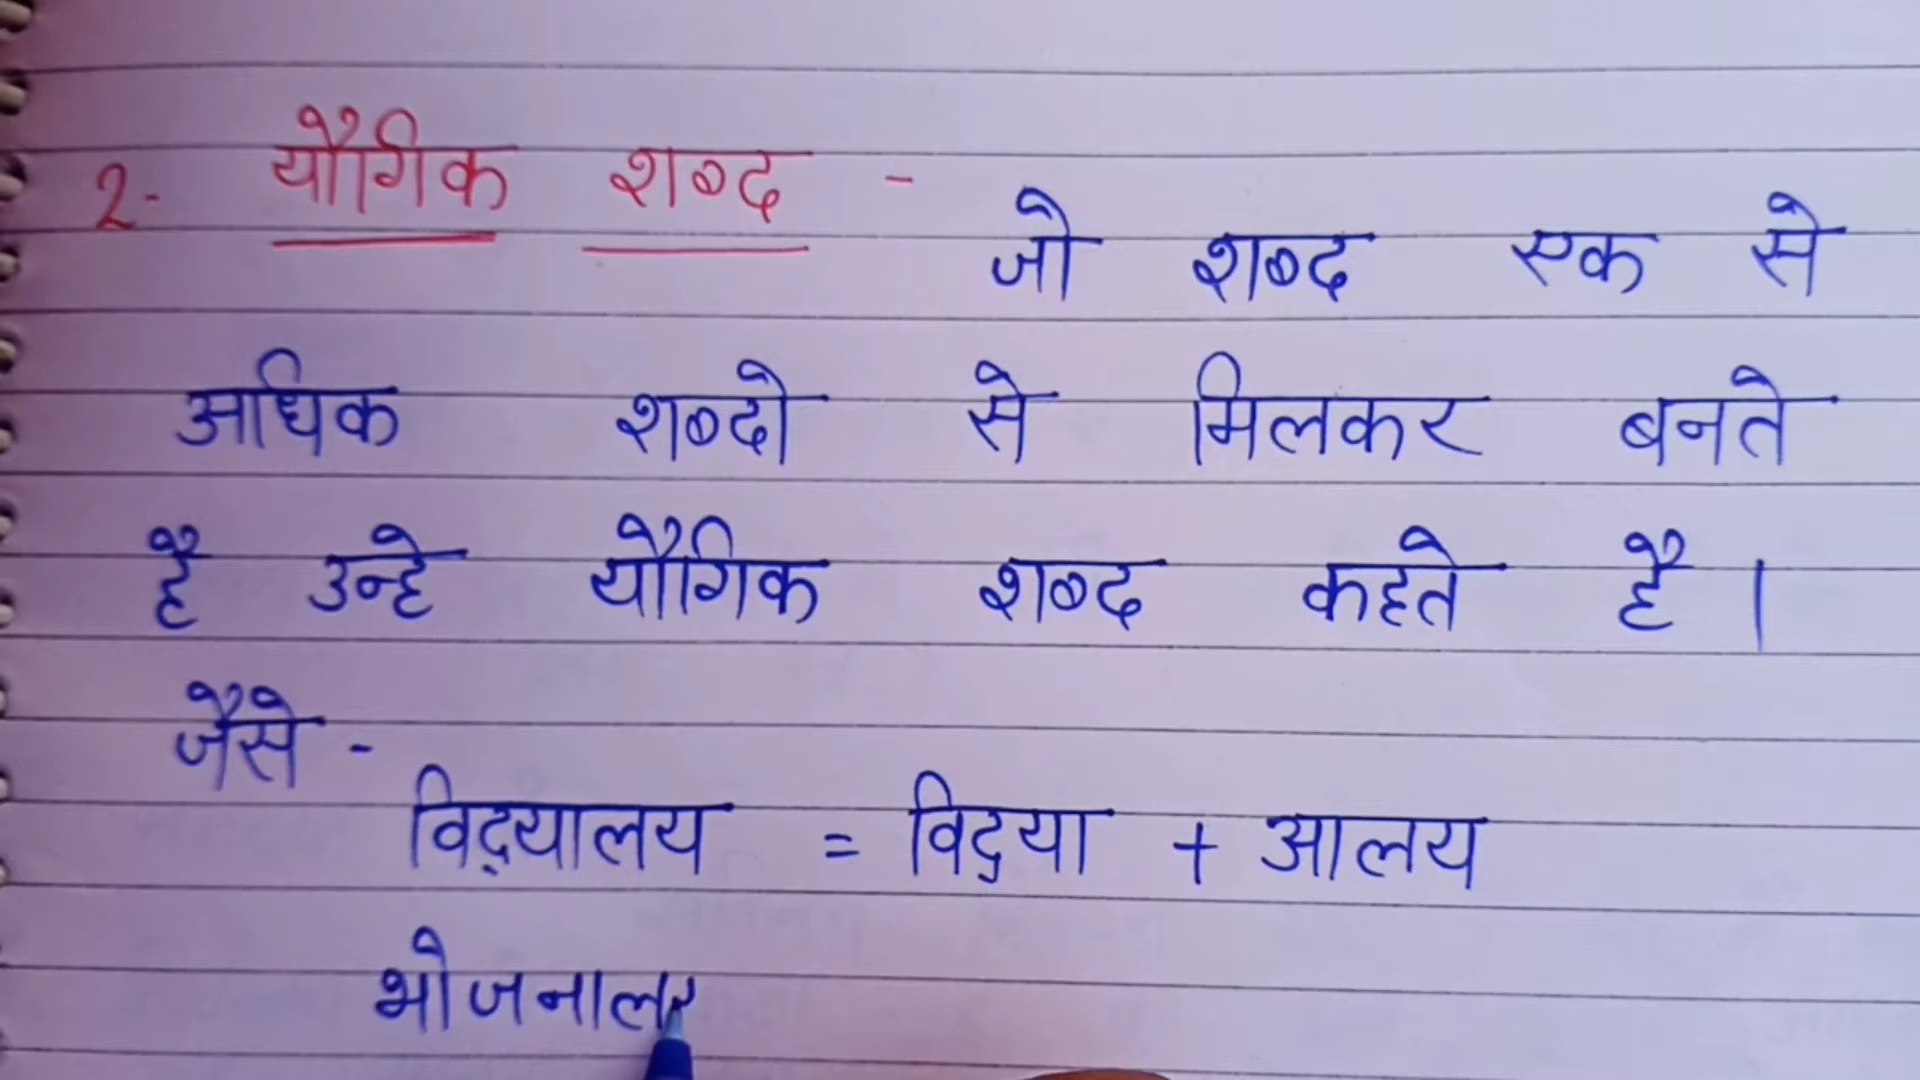 2- यौगिक शब्द -
जो शब्द एक से
अधिक शब्दो से मिलकर बनते
है उन्हे यौगिक शब्द कहते है ।
जैसे -
विद्यालय = विद्या + आलय